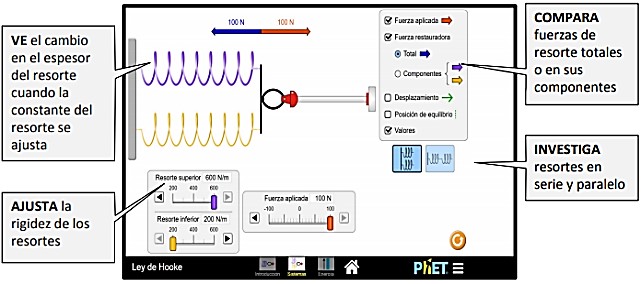 VE el cambio
en el espesor
del resorte
cuando la
constante del
resorte se
ajusta
AJUSTA la
rigidez de los
resortes
100 N 100 N
Fuerza aplicada
Fuerza restauradora
Total
Componentes
Desplazamiento
Posición de equilibrio
Valores
Resorte superior 600 N/m
200 400 600
Resorte inferior 200 N/m
200 400 600
Fuerza aplicada 100 N
-100 0 100
Ley de Hooke
Introducción
Sistemas
Energía
PhET
COMPARA
fuerzas de
resorte totales
o en sus
componentes
INVESTIGA
resortes en
serie y paralelo